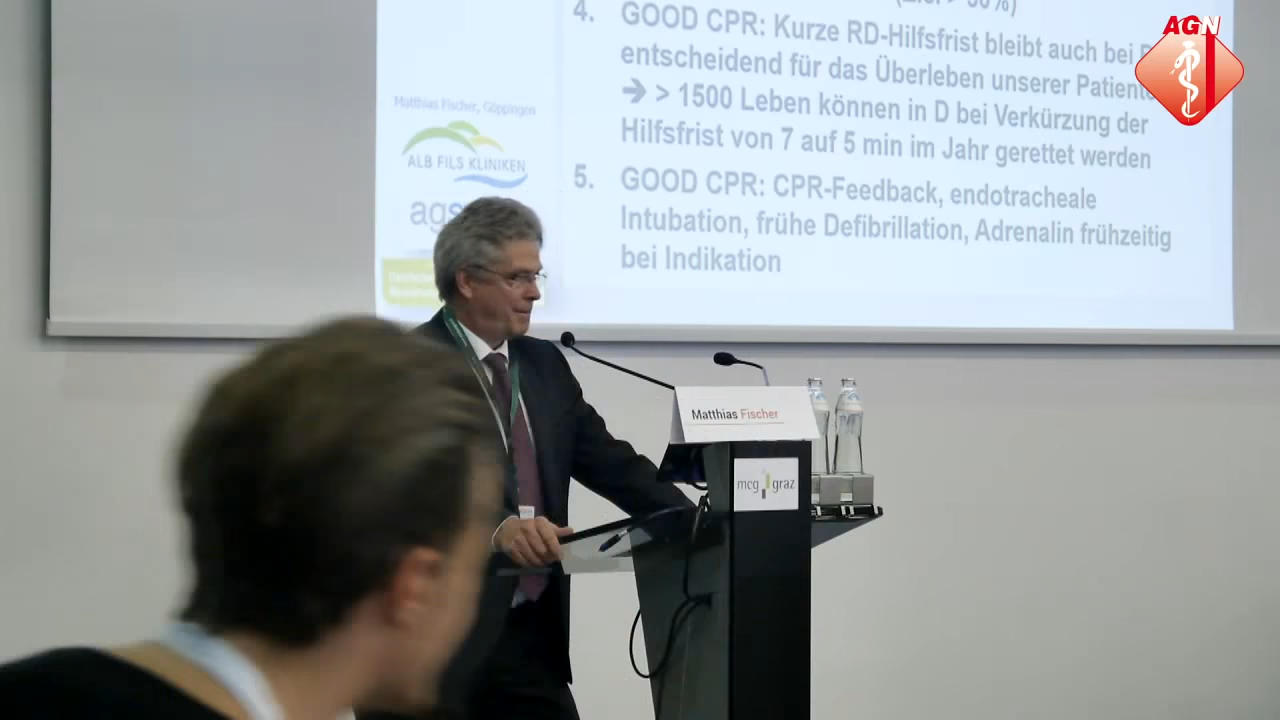 4. GOOD CPR: Kurze RD-Hilfsfrist bleibt auch bei
entscheidend für das Überleben unserer
➔ > 1500 Leben können in D bei Verkürzung der
Hilfsfrist von 7 auf 5 min im Jahr gerettet werden
5. GOOD CPR: CPR-Feedback, endotracheale
Intubation, frühe Defibrillation, Adrenalin frühzeitig
bei Indikation
Matthias Fischer, Göppingen
ALB FILS KLINIKEN
AGN
Matthias Fischer
mcg graz